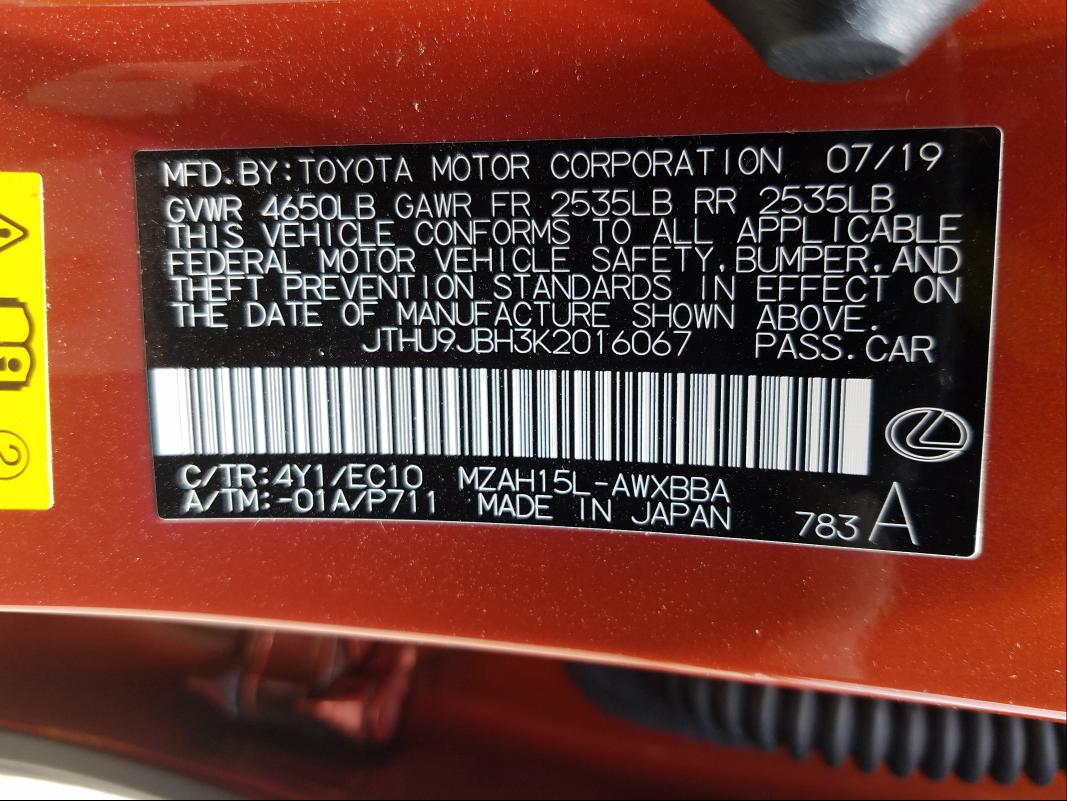 MFD.BY:TOYOTA MOTOR CORPORATION 07/19
GVWR 4650LB GAWR FR 2535LB RR 2535LB
THIS VEHICLE CONFORMS TO ALL APPLICABLE
FEDERAL MOTOR VEHICLE SAFETY,BUMPER,AND
THEFT PREVENTION STANDARDS IN EFFECT ON
THE DATE OF MANUFACTURE SHOWN ABOVE.
JTHU9JBH3K2016067 PASS.CAR
C/TR:4Y1/EC10 MZAH15L-AWXBBA
A/TM:-01A/P711 MADE IN JAPAN 783 A
2